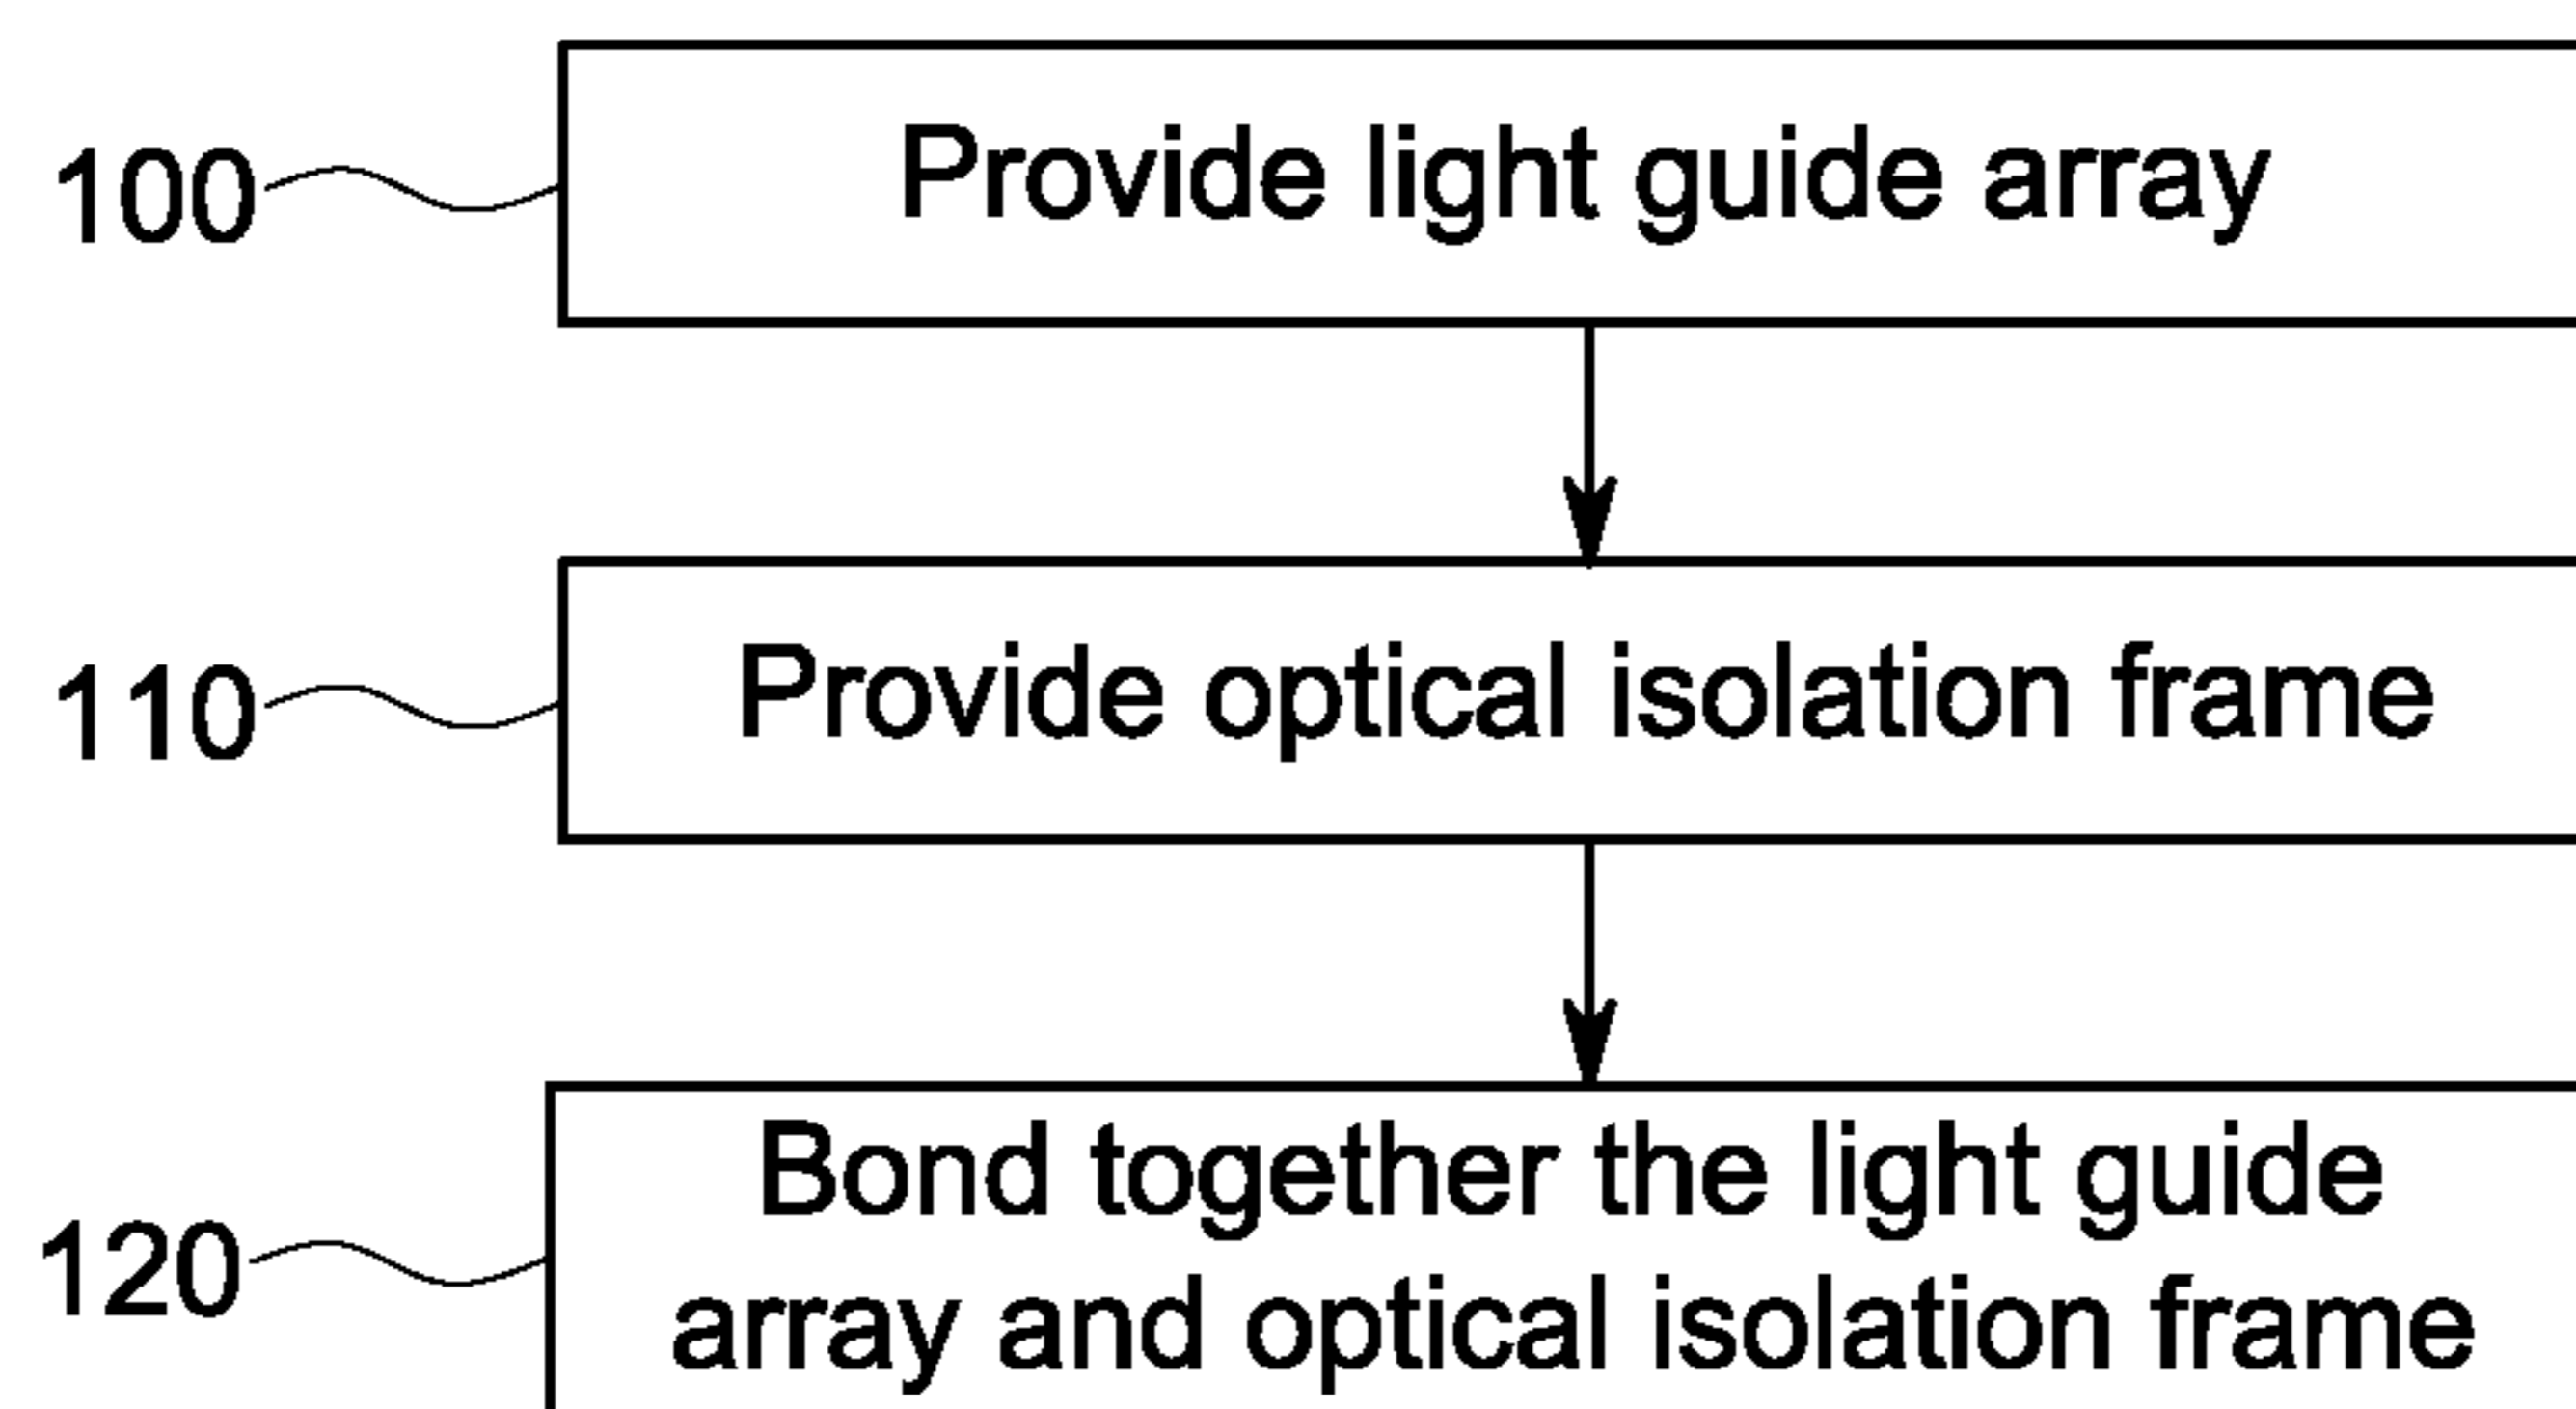 100
Provide light guide array
110
Provide optical isolation frame
120
Bond together the light guide
array and optical isolation frame